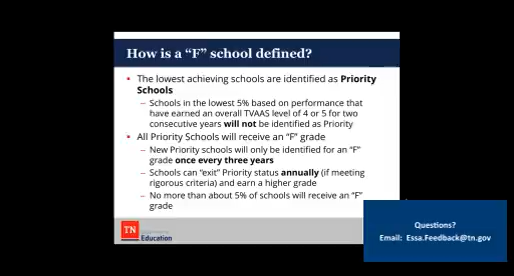 How is a “F” school defined?
▪ The lowest achieving schools are identified as Priority
Schools
– Schools in the lowest 5% based on performance that
have earned an overall TVAAS level of 4 or 5 for two
consecutive years will not be identified as Priority
▪ All Priority Schools will receive an “F” grade
– New Priority schools will only be identified for an “F”
grade once every three years
– Schools can “exit” Priority status annually (if meeting
rigorous criteria) and earn a higher grade
– No more than about 5% of schools will receive an “F”
grade
TN
Education
Questions?
Email: Essa.Feedback@tn.gov